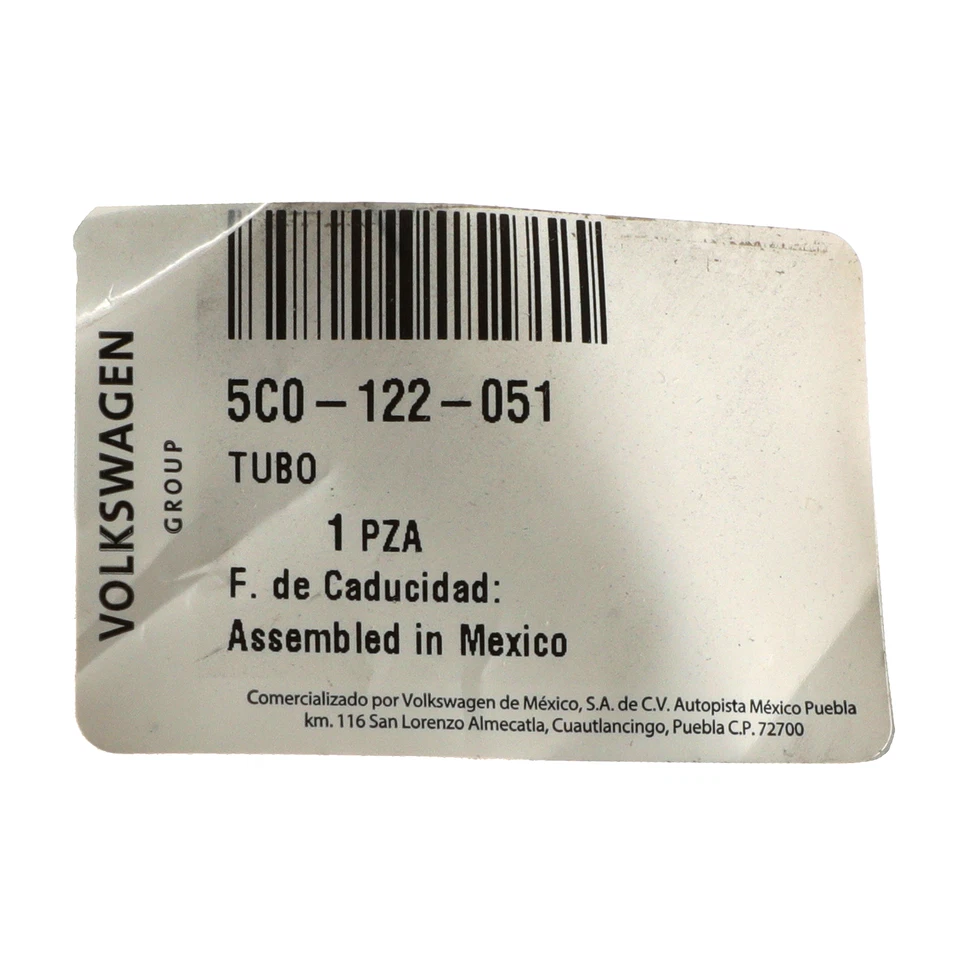 VOLKSWAGEN
GROUP
5C0-122-051
TUBO
1 PZA
F. de Caducidad:
Assembled in Mexico
Comercializado por Volkswagen de México, S.A. de C.V. Autopista México Puebla
km. 116 San Lorenzo Almecatla, Cuautlancingo, Puebla C.P. 72700